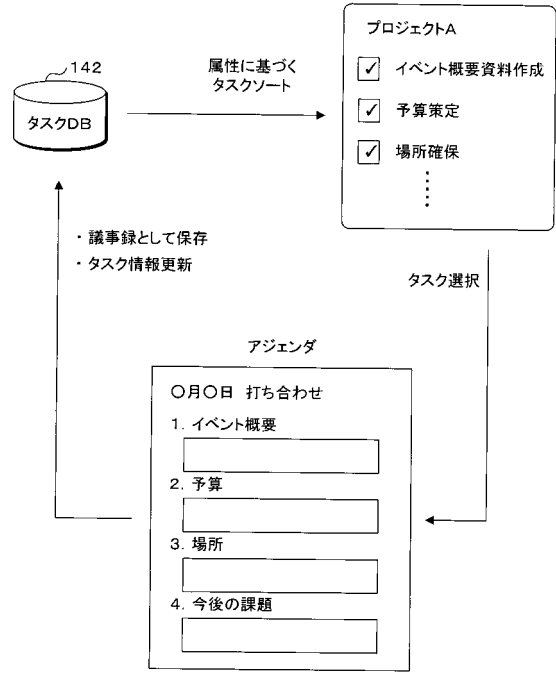 142
タスクDB
属性に基づく
タスクソート
プロジェクトA
イベント概要資料作成
予算策定
場所確保
・議事録として保存
・タスク情報更新
タスク選択
アジェンダ
〇月〇日 打ち合わせ
1. イベント概要
2. 予算
3. 場所
4. 今後の課題